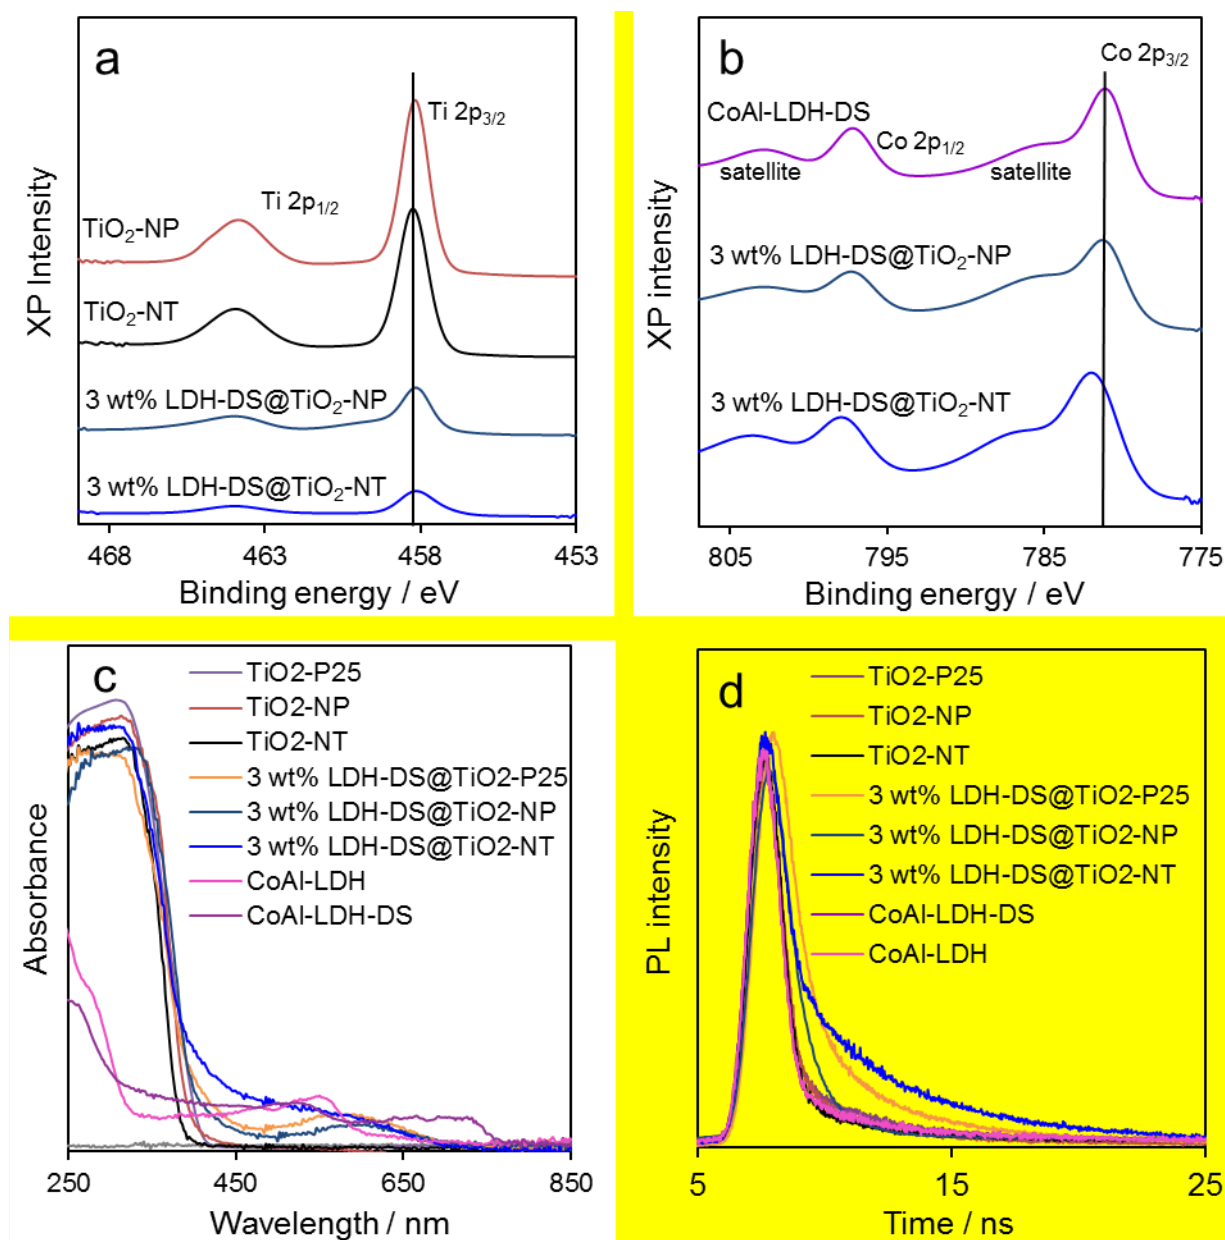 a
Ti 2p3/2
Ti 2p1/2
TiO2-NP
TiO2-NT
3 wt% LDH-DS@TiO2-NP
3 wt% LDH-DS@TiO2-NT
XP Intensity
468 463 458 453
Binding energy / eV
b
Co 2p3/2
CoAl-LDH-DS
Co 2p1/2
satellite satellite
3 wt% LDH-DS@TiO2-NP
3 wt% LDH-DS@TiO2-NT
XP intensity
805 795 785 775
Binding energy / eV
c
TiO2-P25
TiO2-NP
TiO2-NT
3 wt% LDH-DS@TiO2-P25
3 wt% LDH-DS@TiO2-NP
3 wt% LDH-DS@TiO2-NT
CoAl-LDH
CoAl-LDH-DS
Absorbance
250 450 650 850
Wavelength / nm
d
TiO2-P25
TiO2-NP
TiO2-NT
3 wt% LDH-DS@TiO2-P25
3 wt% LDH-DS@TiO2-NP
3 wt% LDH-DS@TiO2-NT
CoAl-LDH-DS
CoAl-LDH
PL intensity
5 15 25
Time / ns